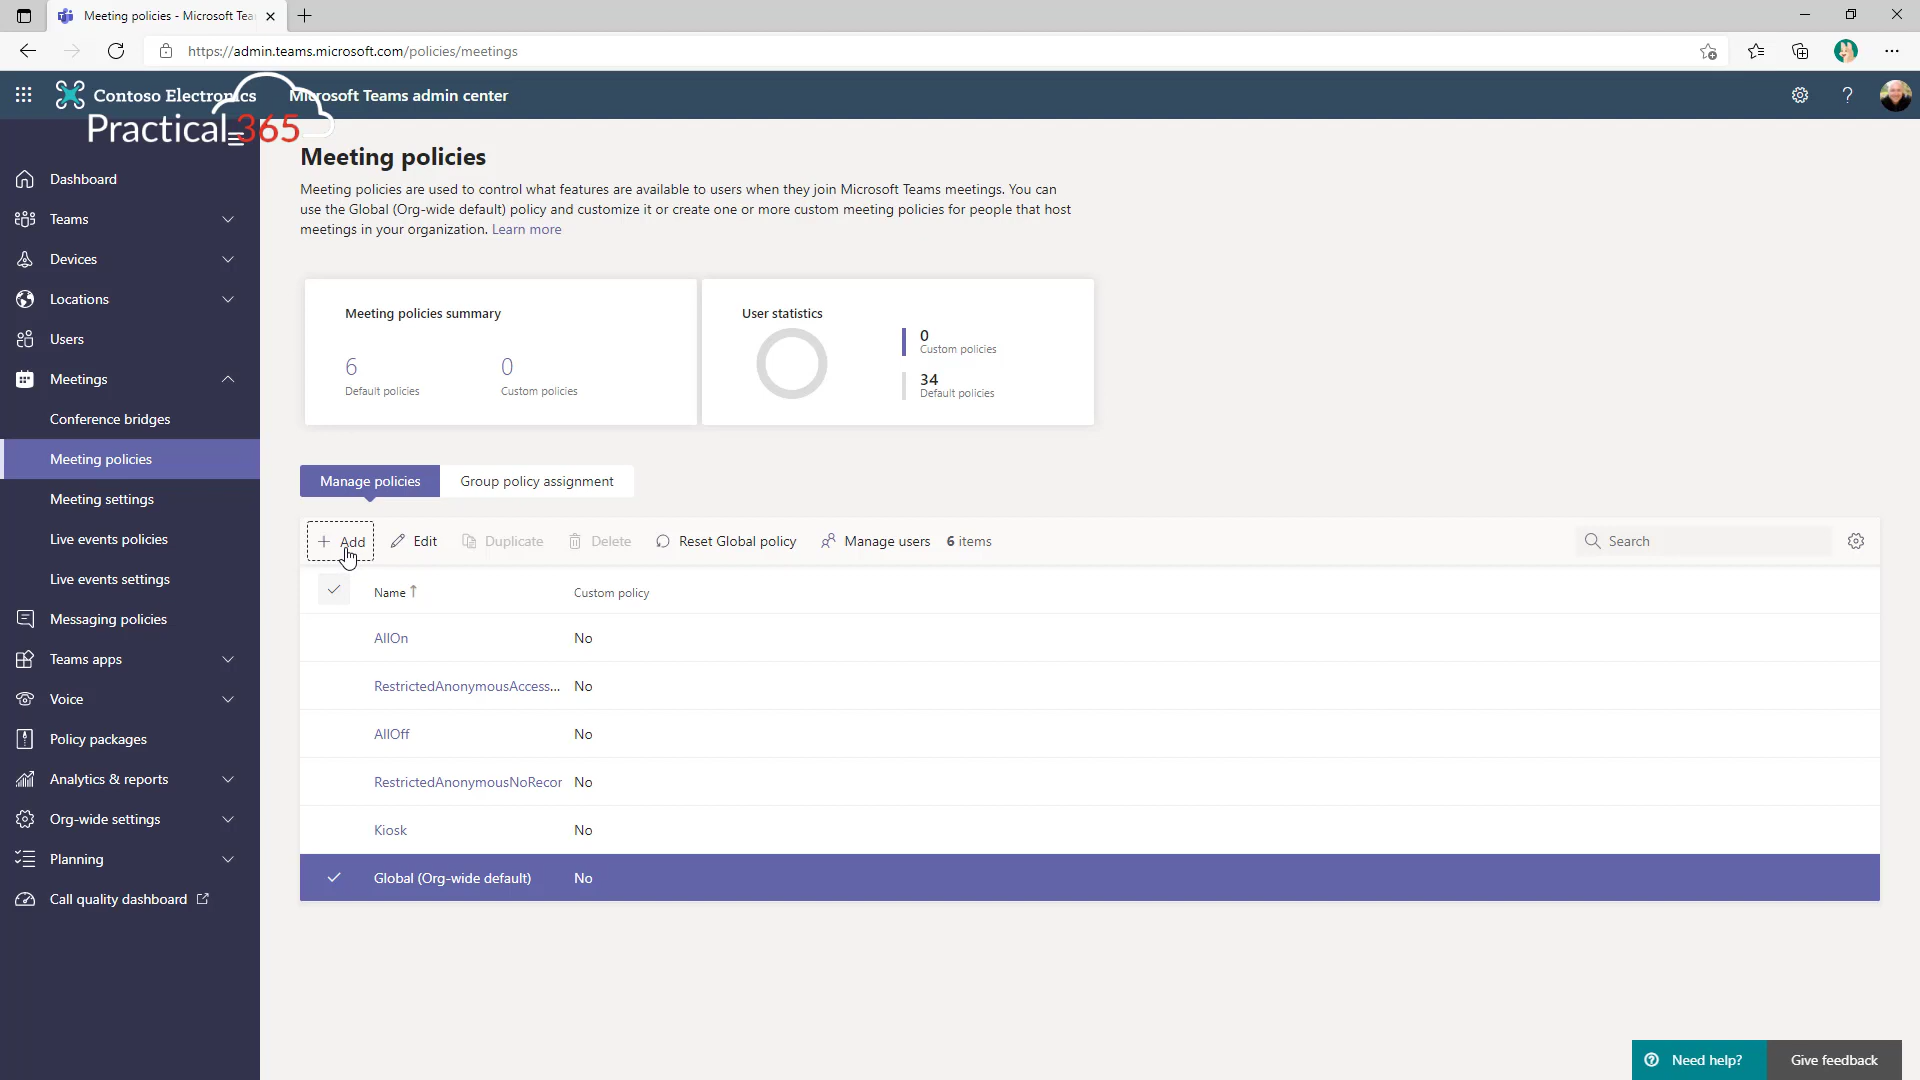 Meeting policies - Microsoft Tea
https://admin.teams.microsoft.com/policies/meetings
Contoso Electronics
Microsoft Teams admin center
Practical 365
Dashboard
Teams
Devices
Locations
Users
Meetings
Conference bridges
Meeting policies
Meeting settings
Live events policies
Live events settings
Messaging policies
Teams apps
Voice
Policy packages
Analytics & reports
Org-wide settings
Planning
Call quality dashboard
Meeting policies
Meeting policies are used to control what features are available to users when they join Microsoft Teams meetings. You can
use the Global (Org-wide default) policy and customize it or create one or more custom meeting policies for people that host
meetings in your organization. Learn more
Meeting policies summary
6
Default policies
0
Custom policies
User statistics
0
Custom policies
34
Default policies
Manage policies
Group policy assignment
+ Add Edit Duplicate Delete Reset Global policy Manage users 6 items
Search
Name ↑ Custom policy
AllOn No
RestrictedAnonymousAccess... No
AllOff No
RestrictedAnonymousNoRecor No
Kiosk No
Global (Org-wide default) No
Need help?
Give feedback